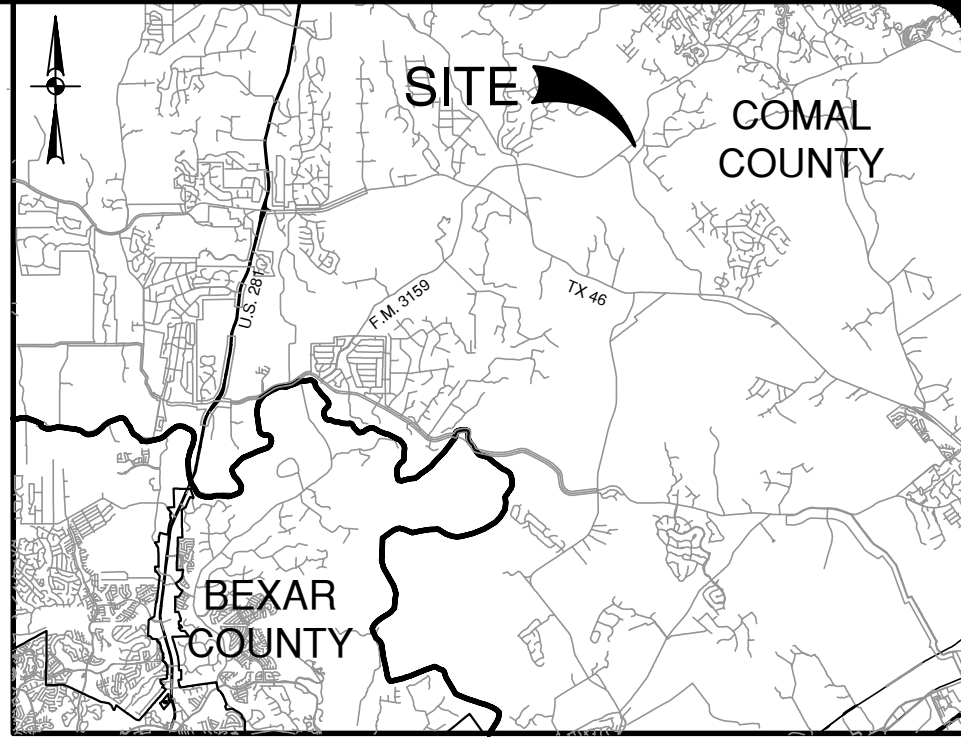 SITE
COMAL
COUNTY
U.S. 281
F.M. 3159
TX 46
BEXAR
COUNTY